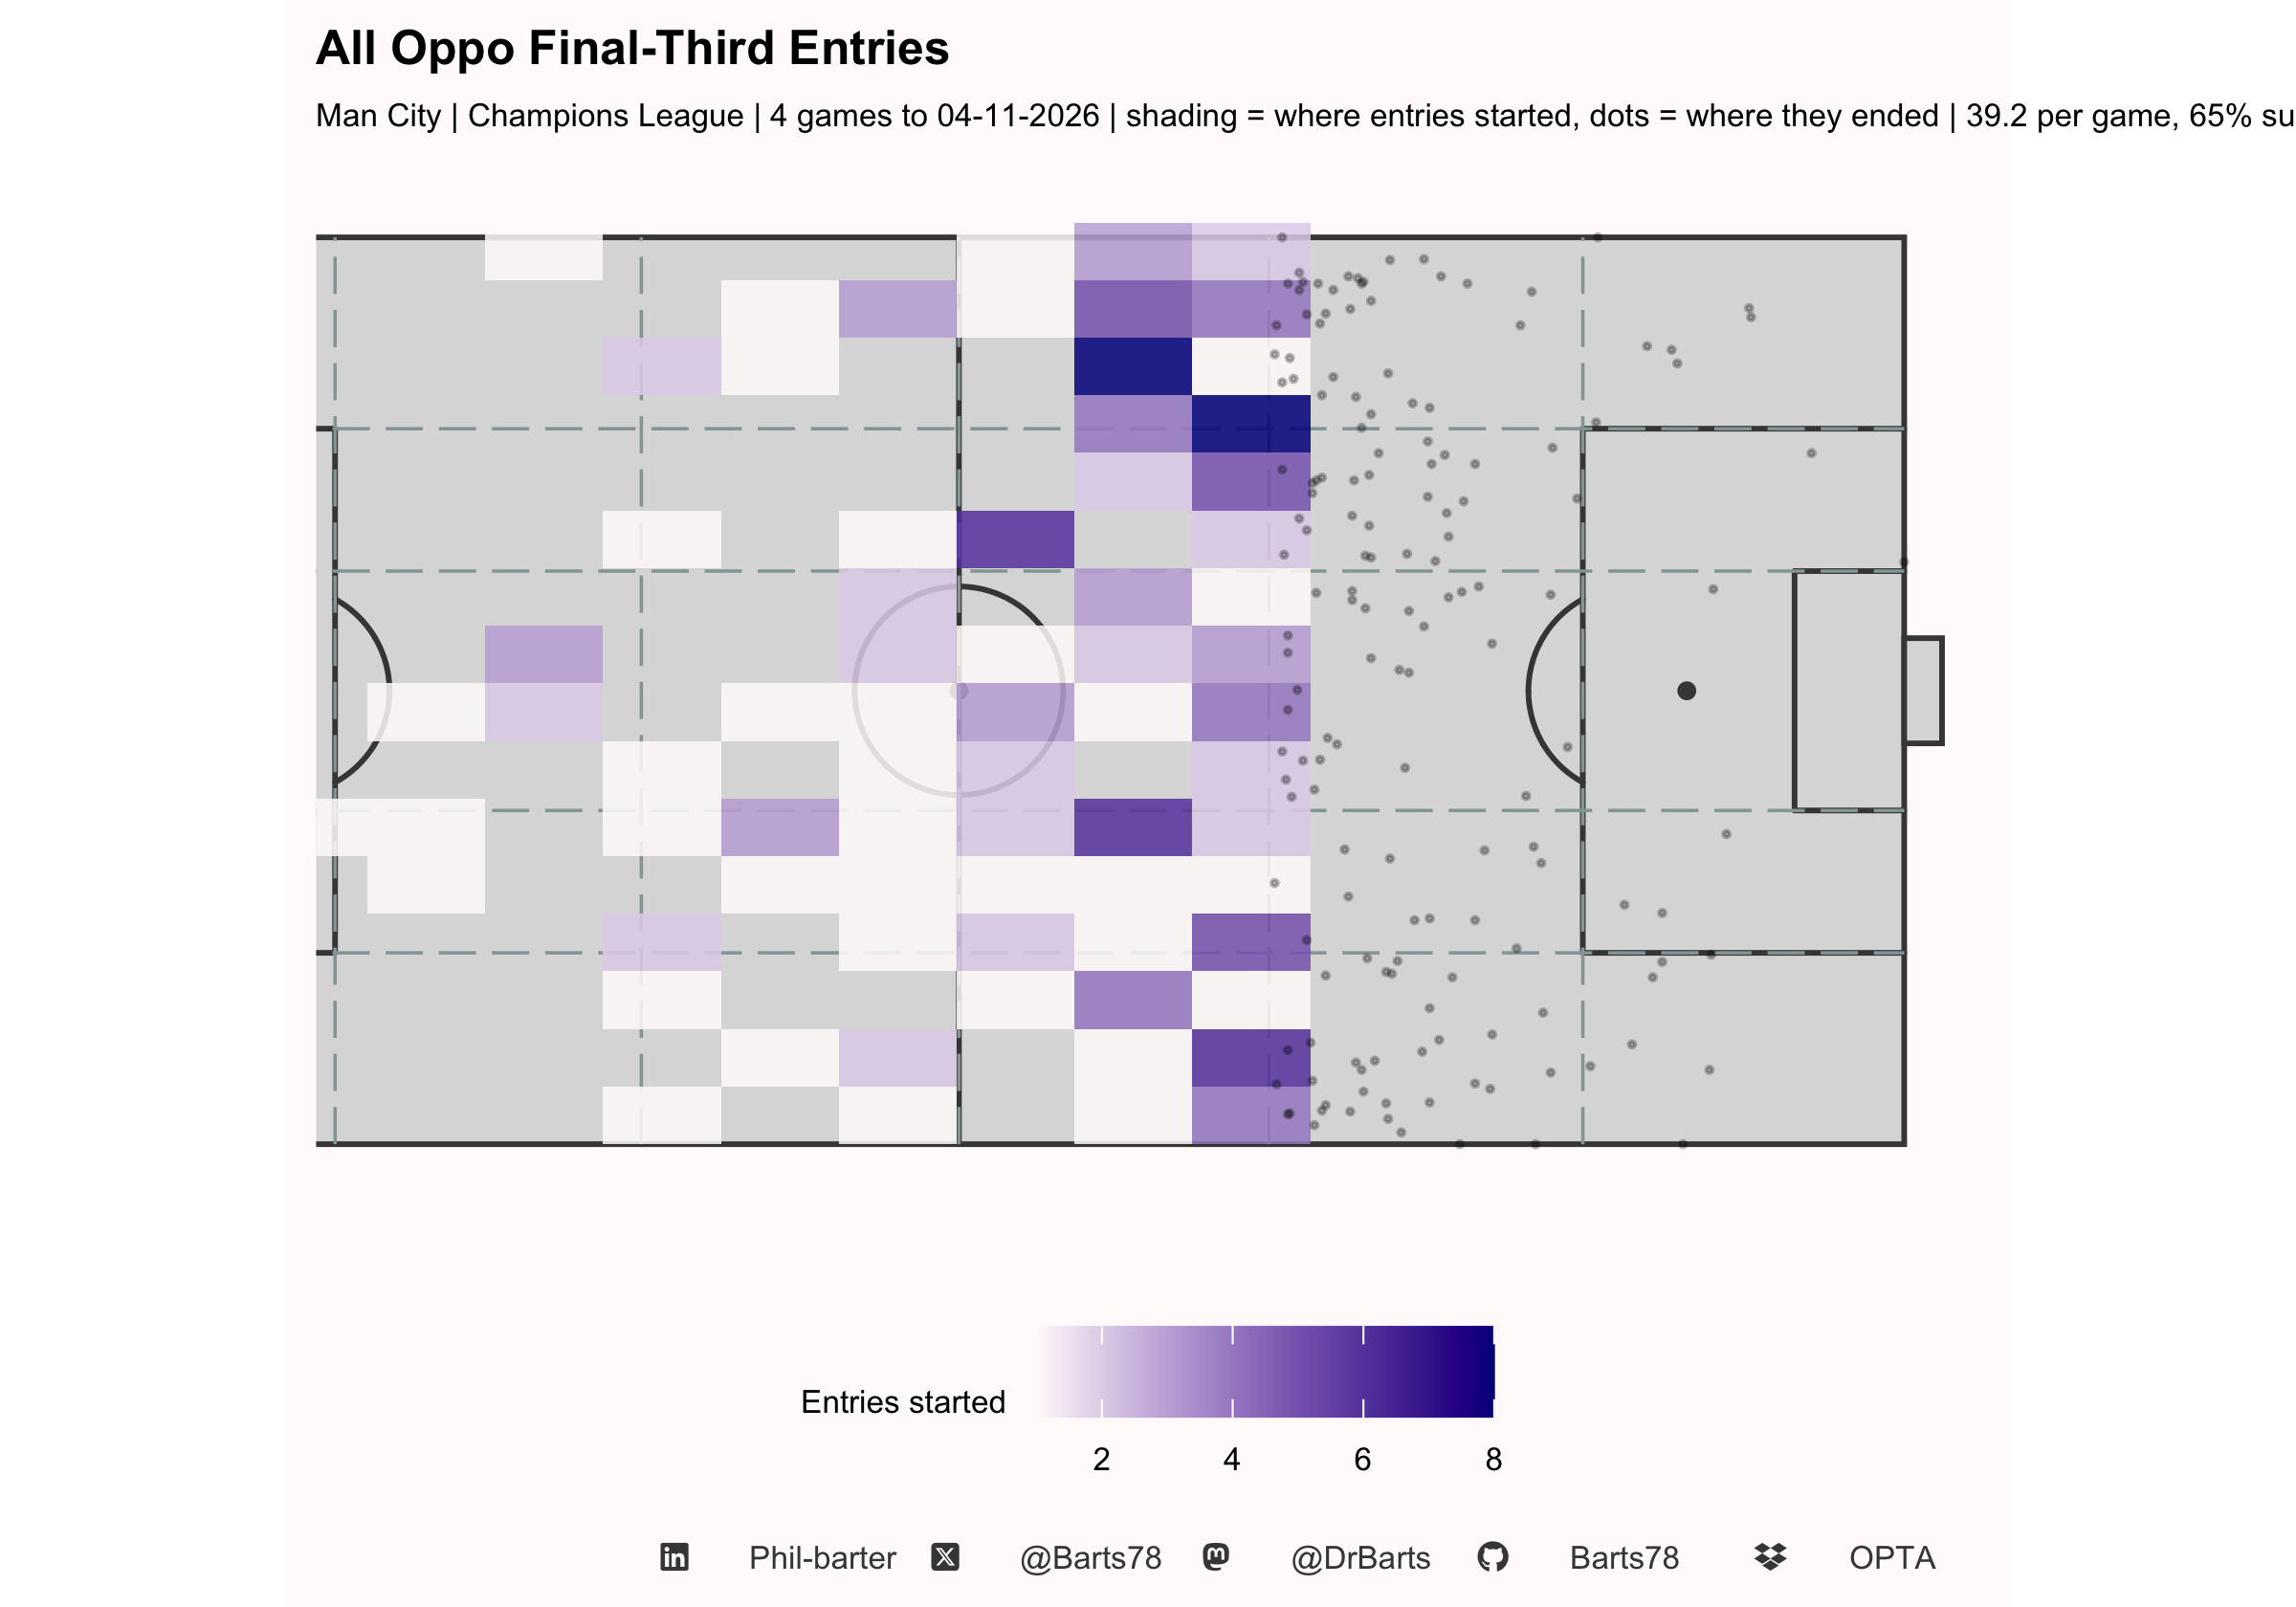 All Oppo Final-Third Entries
Man City | Champions League | 4 games to 04-11-2026 | shading = where entries started, dots = where they ended | 39.2 per game, 65% su
Entries started
2 4 6 8
Phil-barter @Barts78 @DrBarts Barts78 OPTA